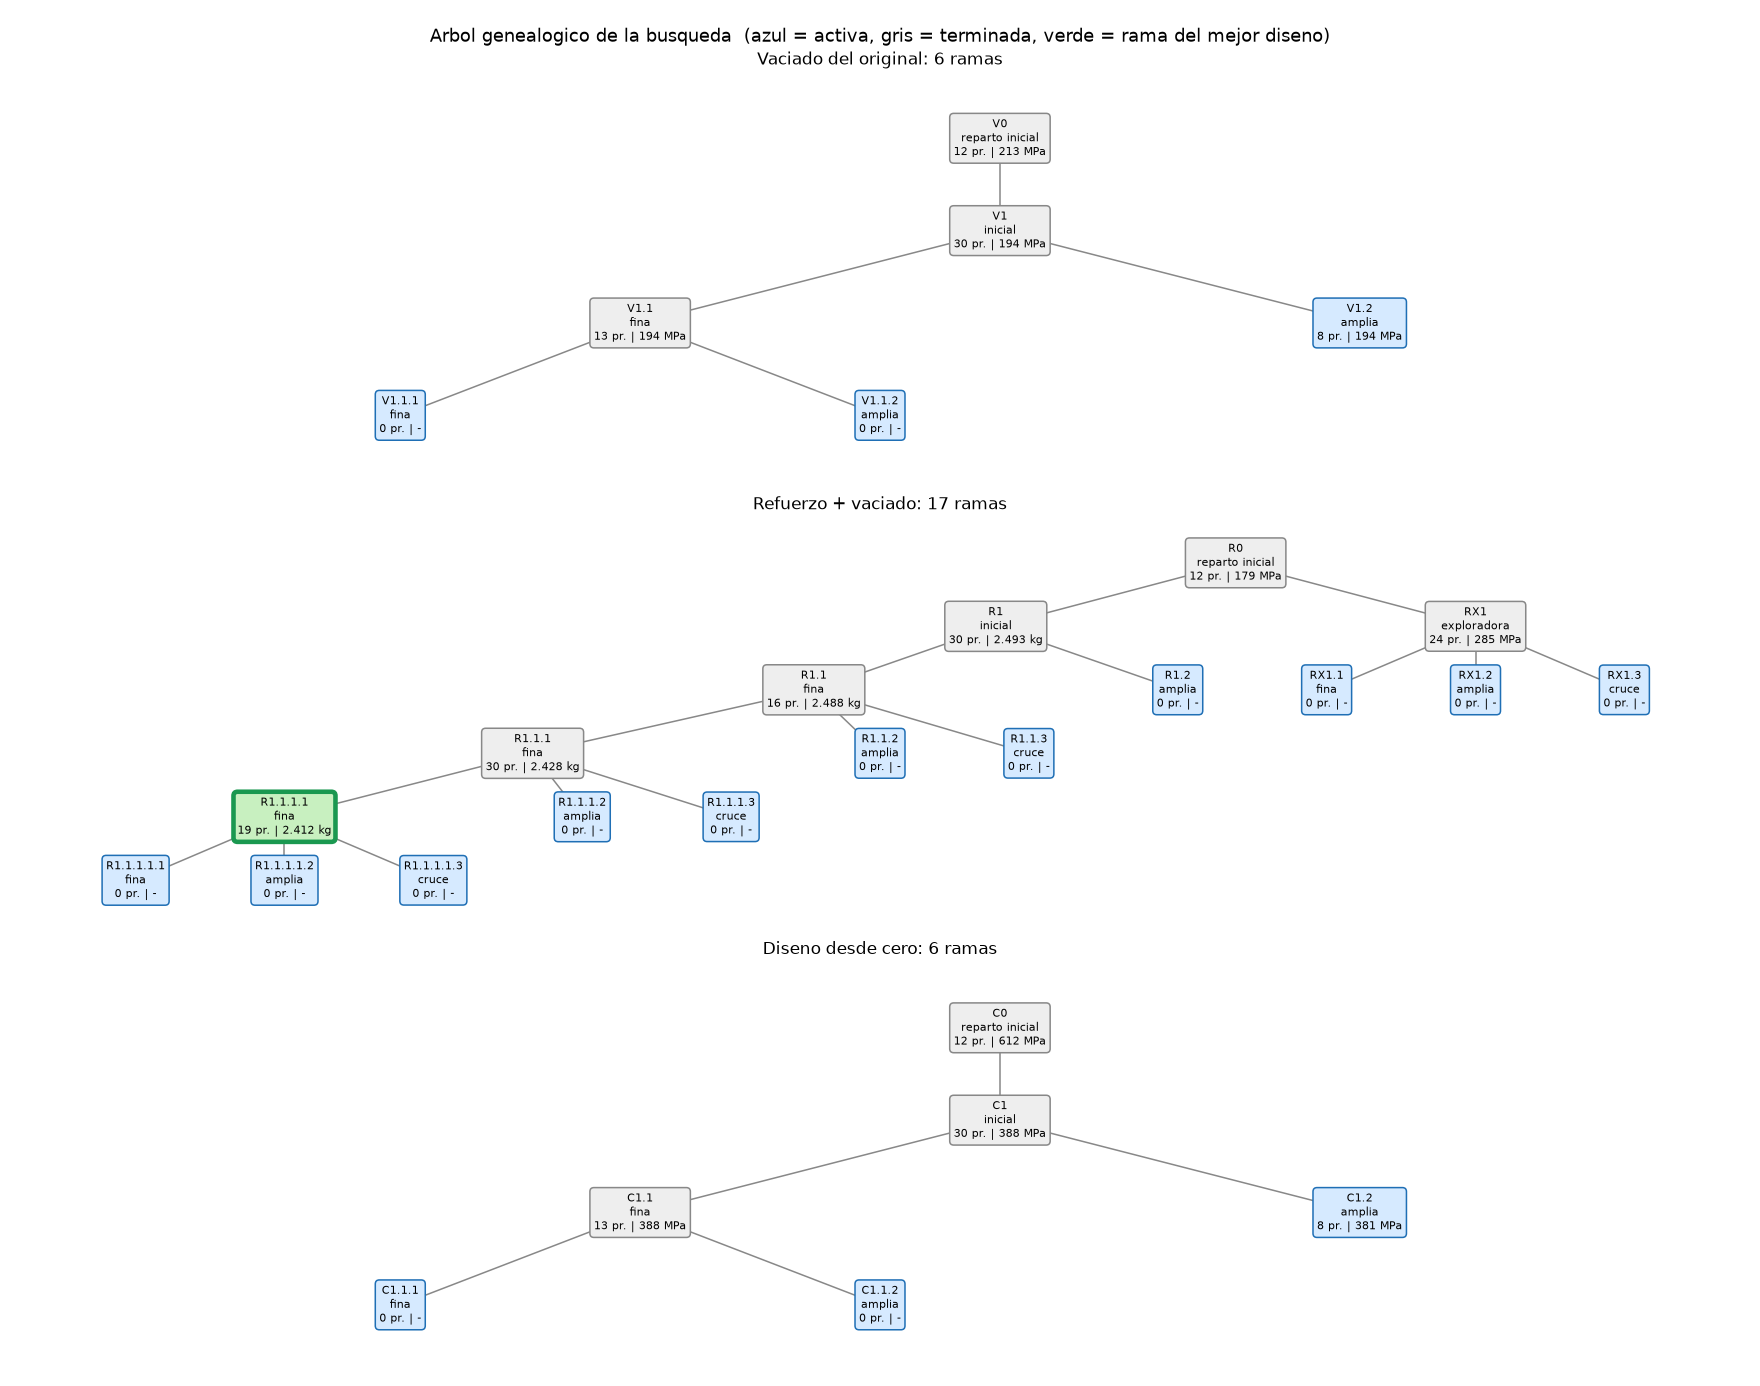 Arbol genealogico de la busqueda  (azul = activa, gris = terminada, verde = rama del mejor diseno)
Vaciado del original: 6 ramas
V0
reparto inicial
12 pr. | 213 MPa
V1
inicial
30 pr. | 194 MPa
V1.1
fina
13 pr. | 194 MPa
V1.2
amplia
8 pr. | 194 MPa
V1.1.1
fina
0 pr. | -
V1.1.2
amplia
0 pr. | -
Refuerzo + vaciado: 17 ramas
R0
reparto inicial
12 pr. | 179 MPa
R1
inicial
30 pr. | 2.493 kg
RX1
exploradora
24 pr. | 285 MPa
R1.1
fina
16 pr. | 2.488 kg
R1.2
amplia
0 pr. | -
RX1.1
fina
0 pr. | -
RX1.2
amplia
0 pr. | -
RX1.3
cruce
0 pr. | -
R1.1.1
fina
30 pr. | 2.428 kg
R1.1.2
amplia
0 pr. | -
R1.1.3
cruce
0 pr. | -
R1.1.1.1
fina
19 pr. | 2.412 kg
R1.1.1.2
amplia
0 pr. | -
R1.1.1.3
cruce
0 pr. | -
R1.1.1.1.1
fina
0 pr. | -
R1.1.1.1.2
amplia
0 pr. | -
R1.1.1.1.3
cruce
0 pr. | -
Diseno desde cero: 6 ramas
C0
reparto inicial
12 pr. | 612 MPa
C1
inicial
30 pr. | 388 MPa
C1.1
fina
13 pr. | 388 MPa
C1.2
amplia
8 pr. | 381 MPa
C1.1.1
fina
0 pr. | -
C1.1.2
amplia
0 pr. | -